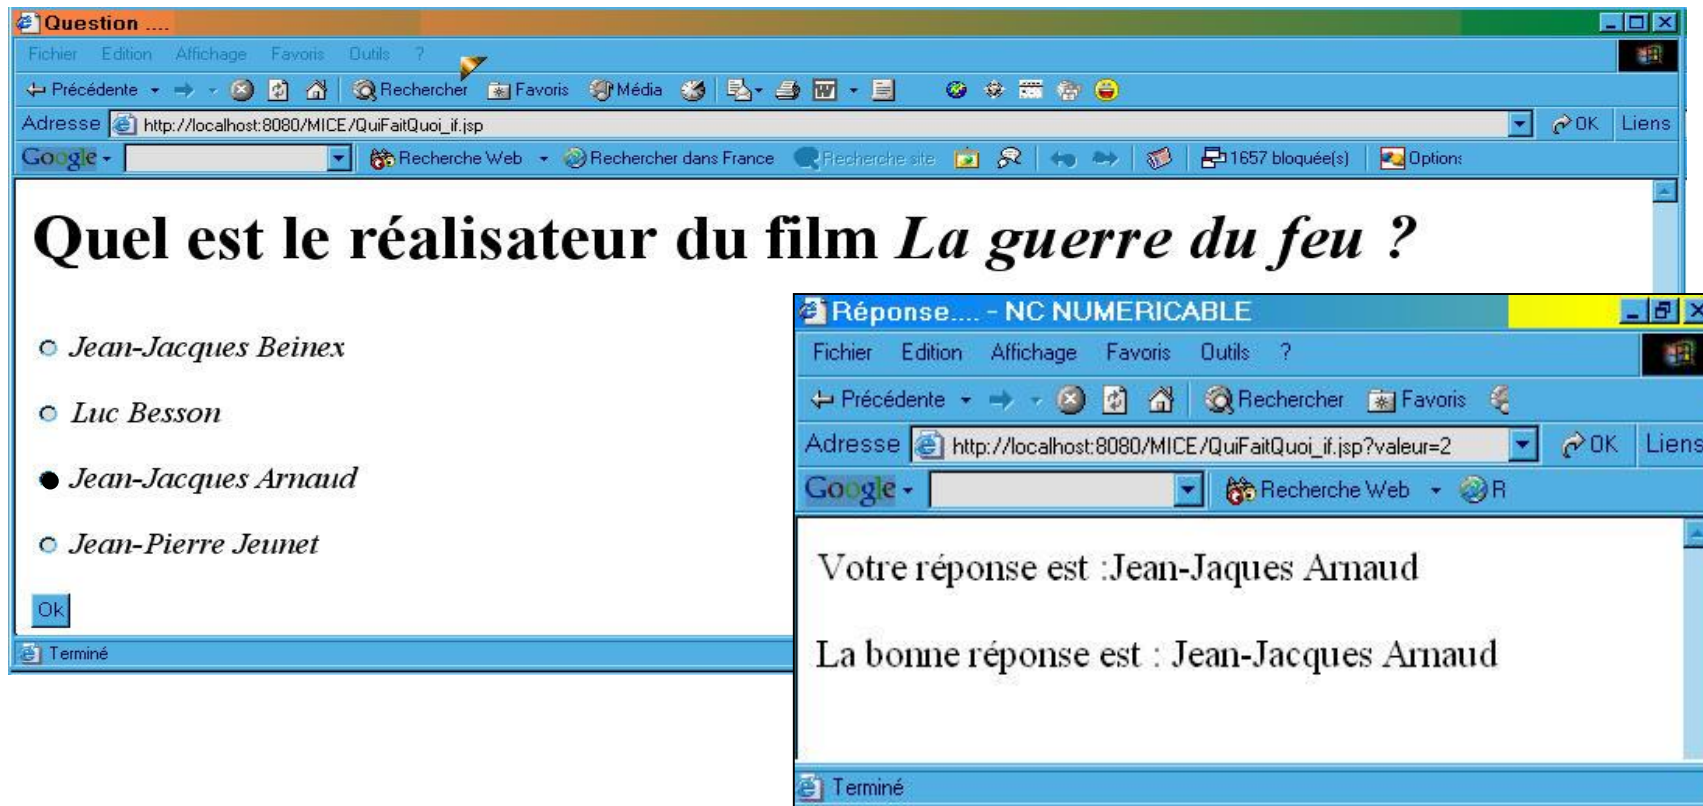 Question ....
Fichier Edition Affichage Favoris Outils ?
Précédente Rechercher Favoris Média
Adresse http://localhost:8080/MICE/QuiFaitQuoi_if.jsp OK Liens
Google Recherche Web Rechercher dans France Recherche site 1657 bloquée(s) Options
Quel est le réalisateur du film La guerre du feu ?
Jean-Jacques Beinex
Luc Besson
Jean-Jacques Arnaud
Jean-Pierre Jeunet
Ok
Terminé
Réponse.... - NC NUMERICABLE
Fichier Edition Affichage Favoris Outils ?
Précédente Rechercher Favoris
Adresse http://localhost:8080/MICE/QuiFaitQuoi_if.jsp?valeur=2 OK Liens
Google Recherche Web R
Votre réponse est :Jean-Jaques Arnaud
La bonne réponse est : Jean-Jacques Arnaud
Terminé